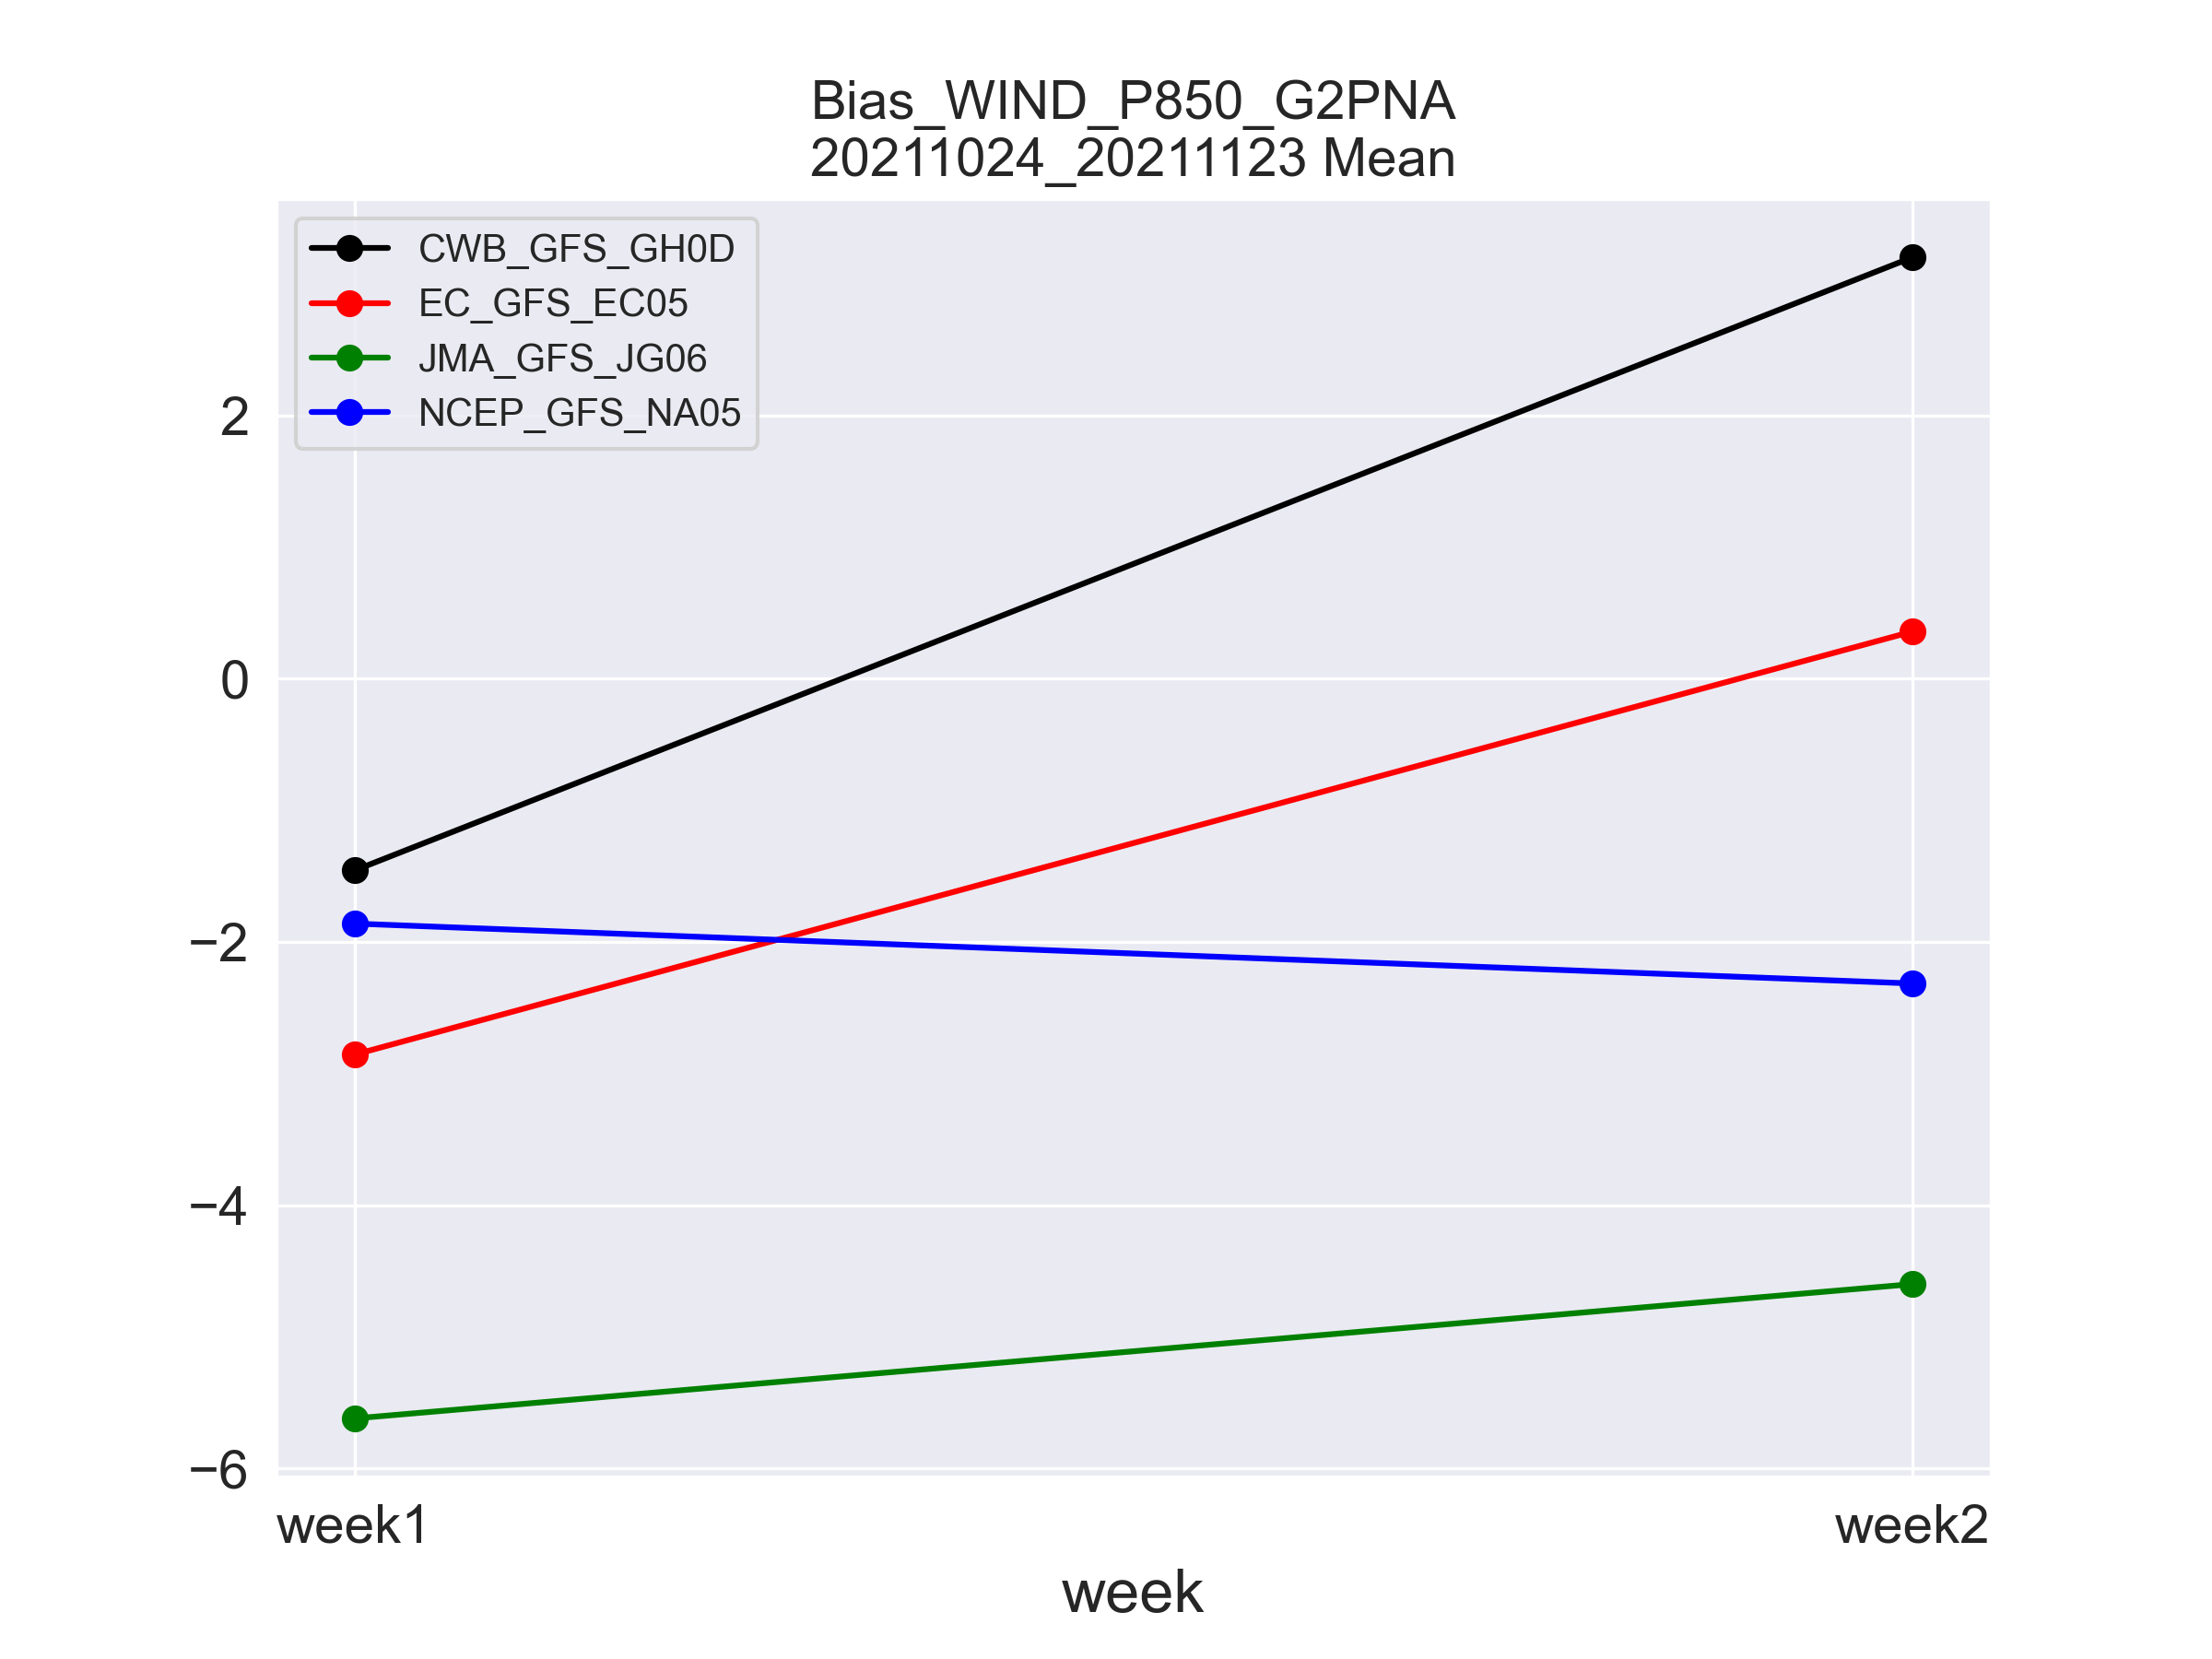 Bias_WIND_P850_G2PNA
20211024_20211123 Mean
CWB_GFS_GH0D
EC_GFS_EC05
JMA_GFS_JG06
NCEP_GFS_NA05
2
0
−2
−4
−6
week1 week2
week